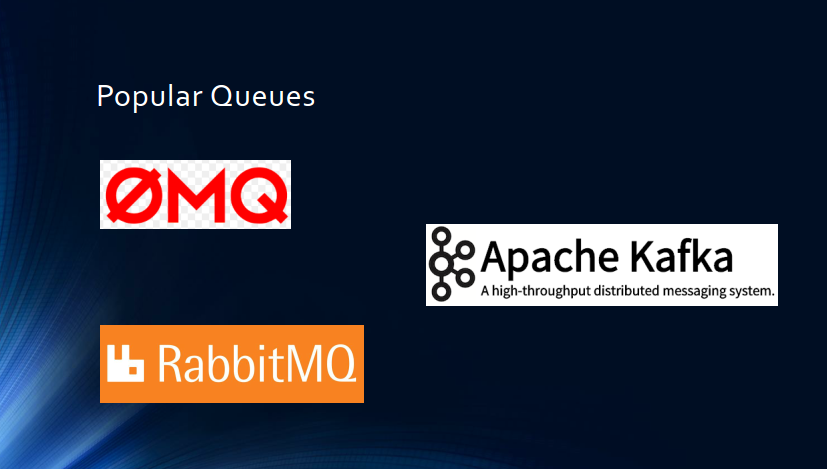 Popular Queues
ØMQ
Apache Kafka
A high-throughput distributed messaging system.
RabbitMQ